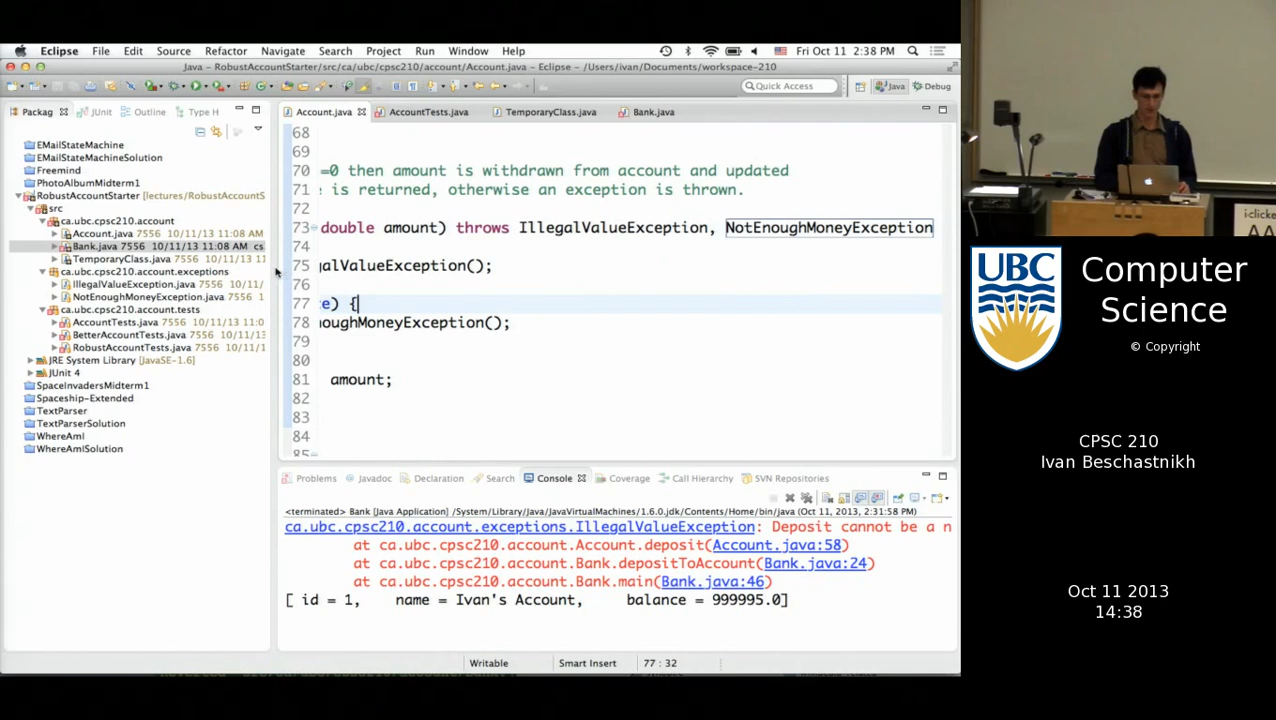 Eclipse File Edit Source Refactor Navigate Search Project Run Window Help Fri Oct 11 2:38 PM
Java - RobustAccountStarter/src/ca/ubc/cpsc210/account/Account.java - Eclipse - /Users/ivan/Documents/workspace-210
Quick Access Java Debug
Packag JUnit Outline Type H
Account.java AccountTests.java TemporaryClass.java Bank.java
EMailStateMachine
EMailStateMachineSolution
Freemind
PhotoAlbumMidterm1
RobustAccountStarter [lectures/RobustAccountS
src
ca.ubc.cpsc210.account
Account.java 7556 10/11/13 11:08 AM
Bank.java 7556 10/11/13 11:08 AM cs
TemporaryClass.java 7556 10/11/13 11
ca.ubc.cpsc210.account.exceptions
IllegalValueException.java 7556 10/11/
NotEnoughMoneyException.java 7556 1
ca.ubc.cpsc210.account.tests
AccountTests.java 7556 10/11/13 11:0
BetterAccountTests.java 7556 10/11/13
RobustAccountTests.java 7556 10/11/1
JRE System Library [JavaSE-1.6]
JUnit 4
SpaceInvadersMidterm1
Spaceship-Extended
TextParser
TextParserSolution
WhereAmI
WhereAmISolution
68
69
70 =0 then amount is withdrawn from account and updated
71 is returned, otherwise an exception is thrown.
72
73 double amount) throws IllegalValueException, NotEnoughMoneyException
74
75 galValueException();
76
77 e) {
78 noughMoneyException();
79
80
81 amount;
82
83
84
85
Problems Javadoc Declaration Search Console Coverage Call Hierarchy SVN Repositories
<terminated> Bank [Java Application] /System/Library/Java/JavaVirtualMachines/1.6.0.jdk/Contents/Home/bin/java (Oct 11, 2013, 2:31:58 PM)
ca.ubc.cpsc210.account.exceptions.IllegalValueException: Deposit cannot be a n
at ca.ubc.cpsc210.account.Account.deposit(Account.java:58)
at ca.ubc.cpsc210.account.Bank.depositToAccount(Bank.java:24)
at ca.ubc.cpsc210.account.Bank.main(Bank.java:46)
[ id = 1, name = Ivan's Account, balance = 999995.0]
Writable Smart Insert 77 : 32
i-clicke
UBC
Computer
Science
© Copyright
CPSC 210
Ivan Beschastnikh
Oct 11 2013
14:38